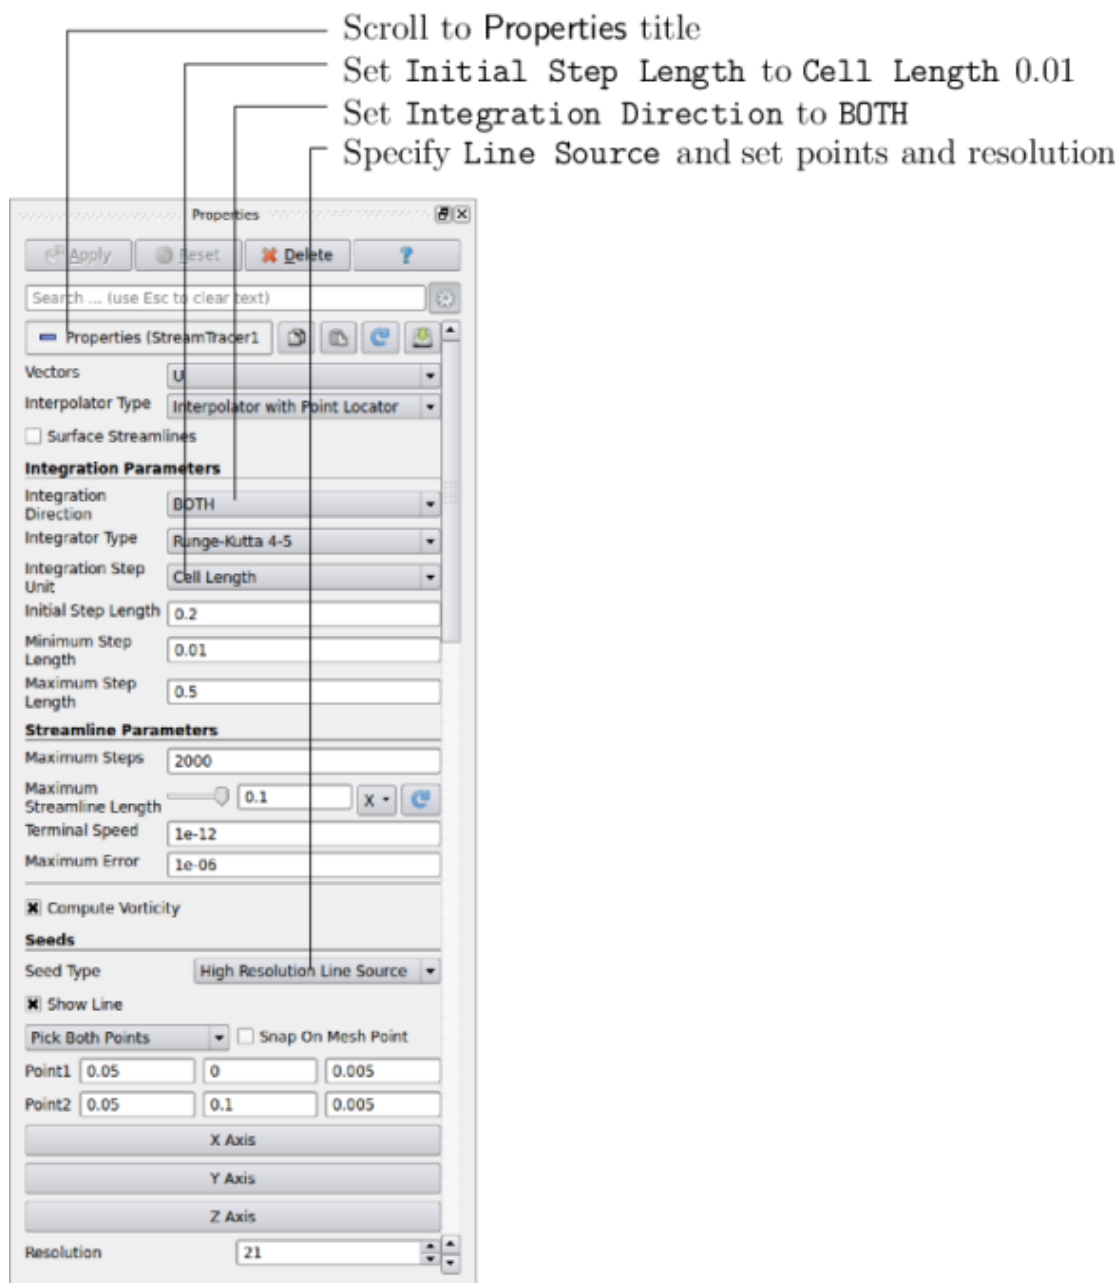 Scroll to Properties title
Set Initial Step Length to Cell Length 0.01
Set Integration Direction to BOTH
Specify Line Source and set points and resolution
Properties
Apply Reset Delete ?
Search ... (use Esc to clear text)
Properties (StreamTracer1
Vectors U
Interpolator Type Interpolator with Point Locator
Surface Streamlines
Integration Parameters
Integration
Direction BOTH
Integrator Type Runge-Kutta 4-5
Integration Step
Unit Cell Length
Initial Step Length 0.2
Minimum Step
Length 0.01
Maximum Step
Length 0.5
Streamline Parameters
Maximum Steps 2000
Maximum
Streamline Length 0.1 X
Terminal Speed 1e-12
Maximum Error 1e-06
Compute Vorticity
Seeds
Seed Type High Resolution Line Source
Show Line
Pick Both Points Snap On Mesh Point
Point1 0.05 0 0.005
Point2 0.05 0.1 0.005
X Axis
Y Axis
Z Axis
Resolution 21